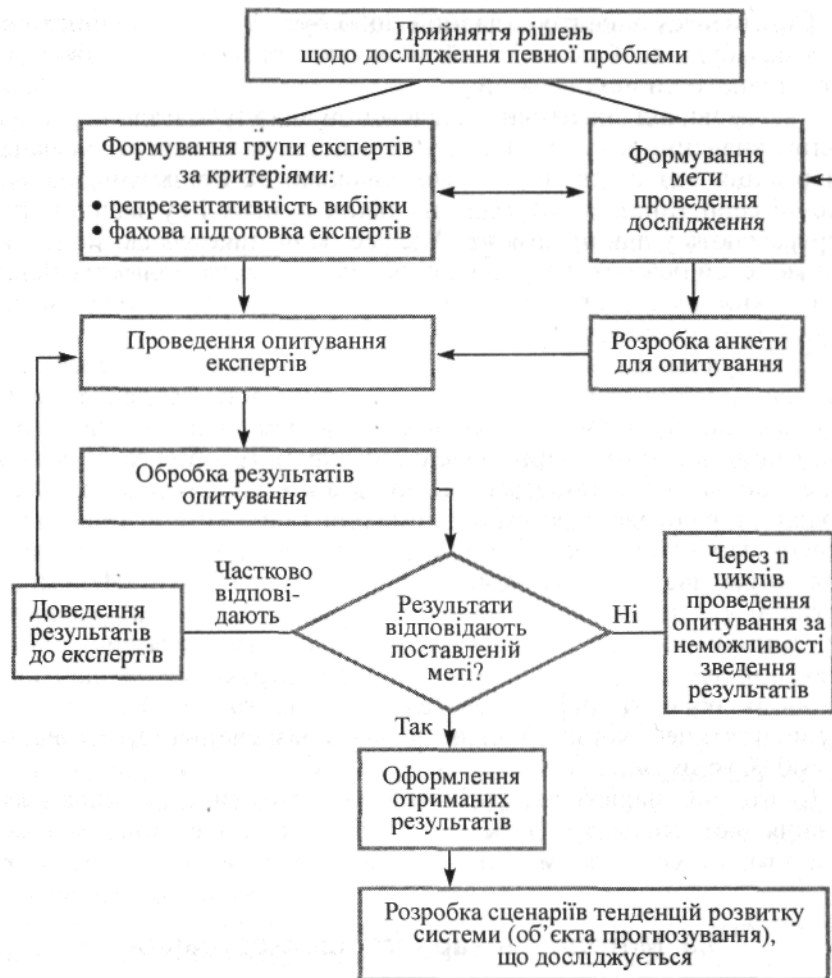 Прийняття рішень
щодо дослідження певної проблеми
Формування групи експертів
за критеріями:
• репрезентативність вибірки
• фахова підготовка експертів
Формування
мети
проведення
дослідження
Проведення опитування
експертів
Розробка анкети
для опитування
Обробка результатів
опитування
Частково
відпові-
дають
Доведення
результатів
до експертів
Результати
відповідають
поставленій
меті?
Ні
Через n
циклів
проведення
опитування за
неможливості
зведення
результатів
Так
Оформлення
отриманих
результатів
Розробка сценаріїв тенденцій розвитку
системи (об’єкта прогнозування),
що досліджується